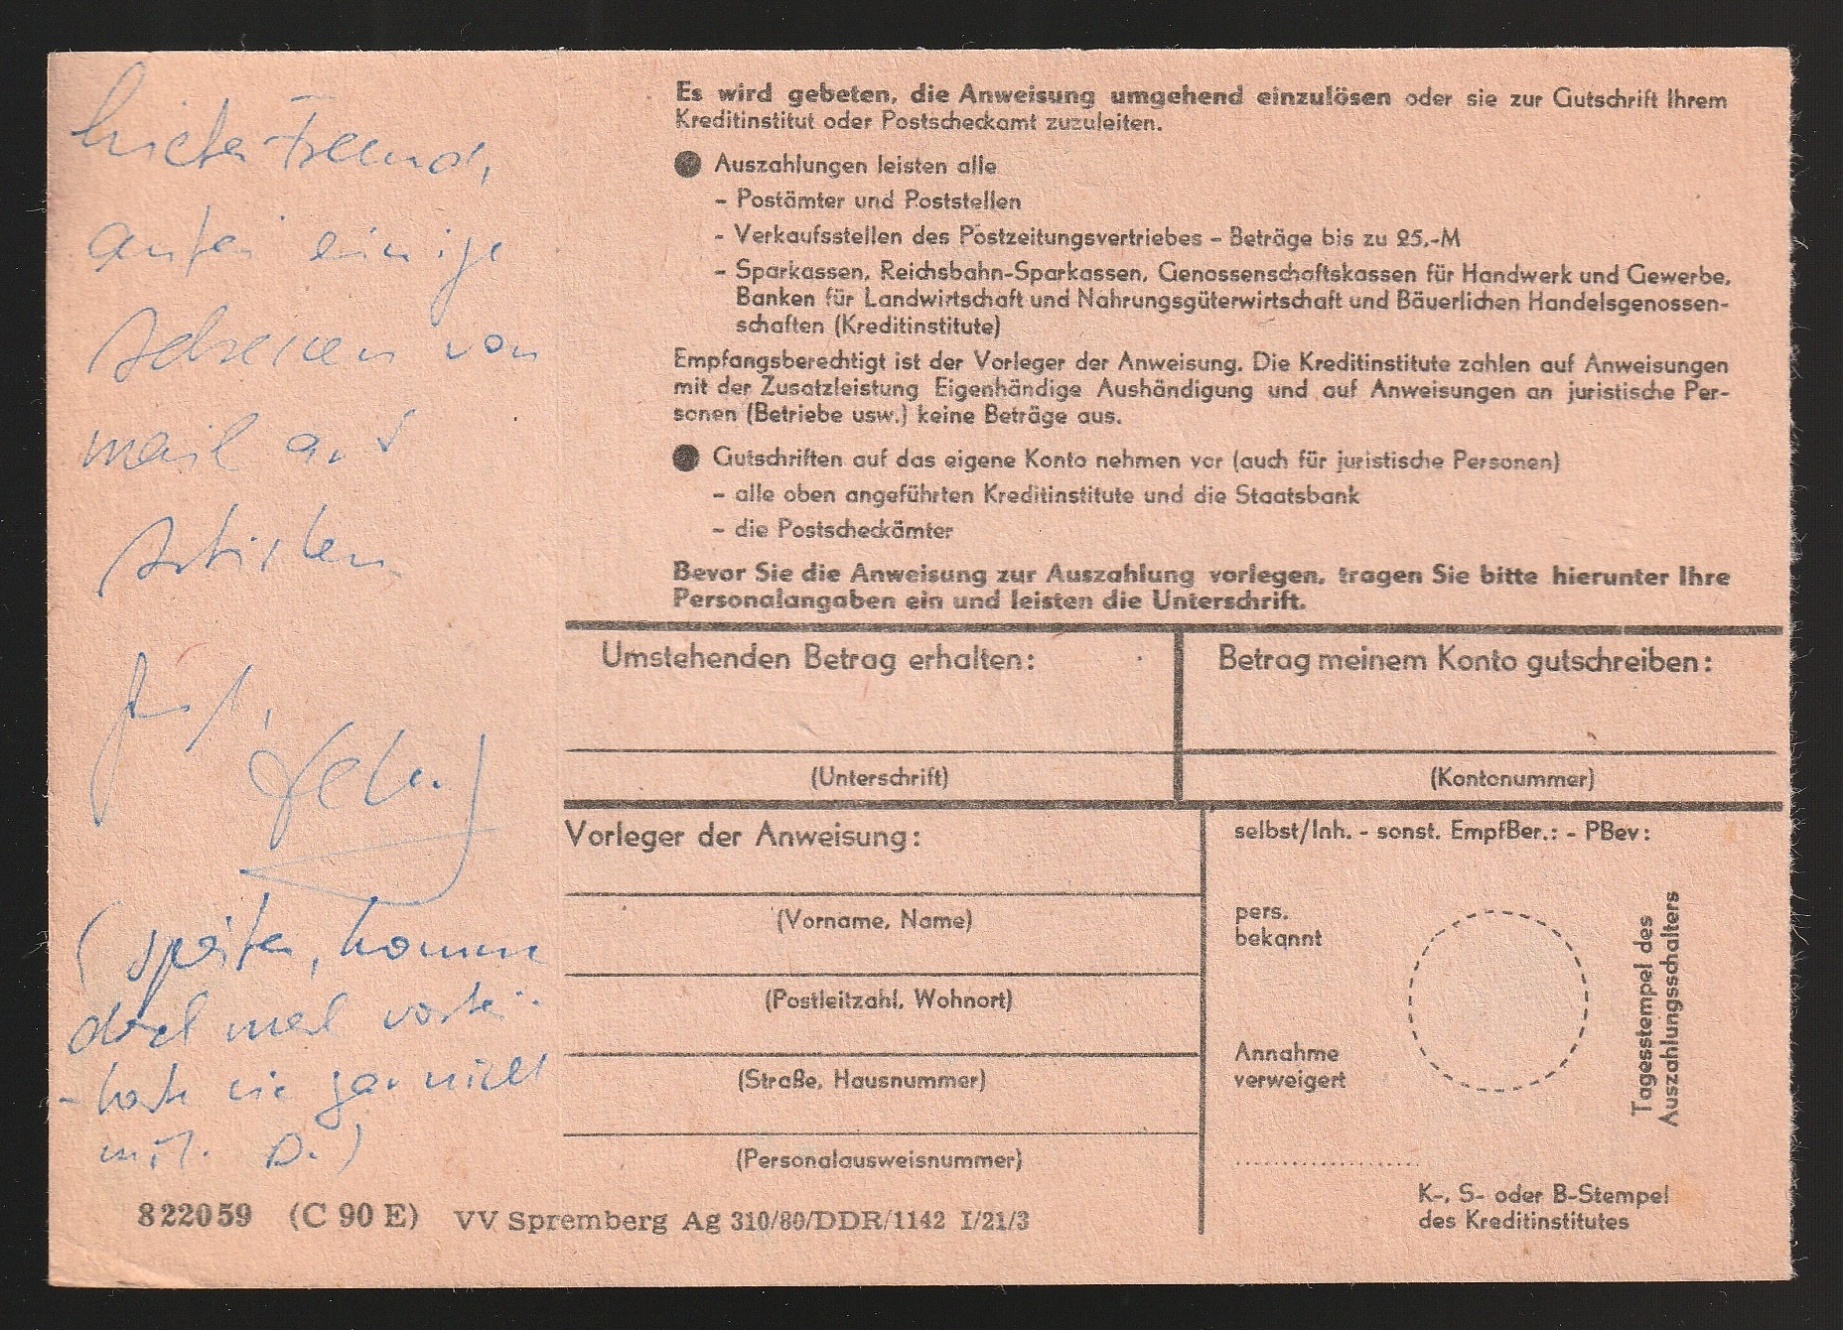 Lieber Freund,
anbei einige
Adressen von
mail art
Artisten
Gruß,
(später, komme
doch mal vorbei
- gar nicht
mit. D.)
Es wird gebeten, die Anweisung umgehend einzulösen oder sie zur Gutschrift Ihrem
Kreditinstitut oder Postscheckamt zuzuleiten.
● Auszahlungen leisten alle
- Postämter und Poststellen
- Verkaufsstellen des Postzeitungsvertriebes - Beträge bis zu 25,-M
- Sparkassen, Reichsbahn-Sparkassen, Genossenschaftskassen für Handwerk und Gewerbe,
Banken für Landwirtschaft und Nahrungsgüterwirtschaft und Bäuerlichen Handelsgenossen-
schaften (Kreditinstitute)
Empfangsberechtigt ist der Vorleger der Anweisung. Die Kreditinstitute zahlen auf Anweisungen
mit der Zusatzleistung Eigenhändige Aushändigung und auf Anweisungen an juristische Per-
sonen (Betriebe usw.) keine Beträge aus.
● Gutschriften auf das eigene Konto nehmen vor (auch für juristische Personen)
- alle oben angeführten Kreditinstitute und die Staatsbank
- die Postscheckämter
Bevor Sie die Anweisung zur Auszahlung vorlegen, tragen Sie bitte hierunter Ihre
Personalangaben ein und leisten die Unterschrift.
Umstehenden Betrag erhalten:
(Unterschrift)
Betrag meinem Konto gutschreiben:
(Kontonummer)
Vorleger der Anweisung:
(Vorname, Name)
(Postleitzahl, Wohnort)
(Straße, Hausnummer)
(Personalausweisnummer)
selbst/Inh. - sonst. EmpfBer.: - PBev:
pers.
bekannt
Annahme
verweigert
Tagesstempel des
Auszahlungsschalters
K-, S- oder B-Stempel
des Kreditinstitutes
822059 (C 90 E) VV Spremberg Ag 310/80/DDR/1142 I/21/3